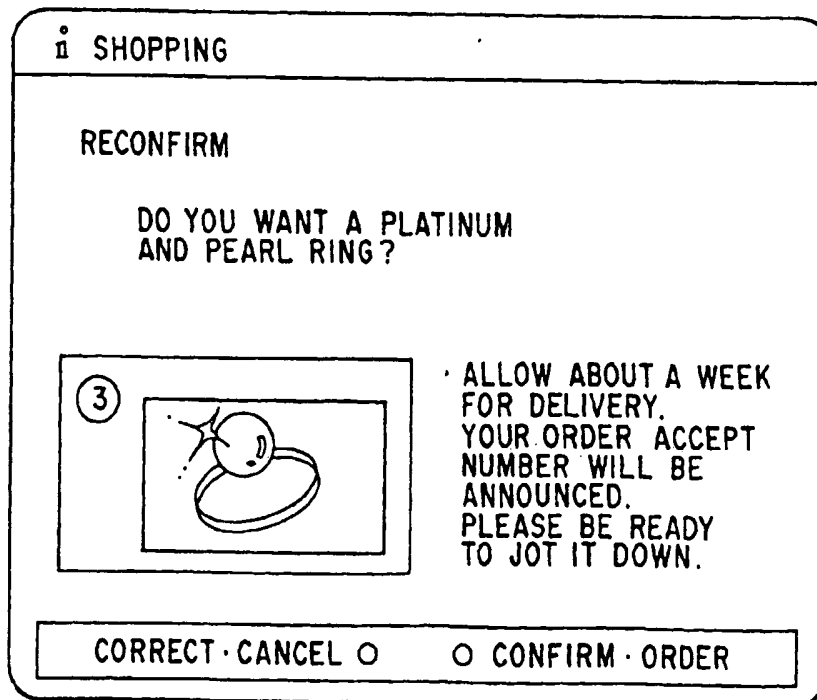 n̊ SHOPPING
RECONFIRM
DO YOU WANT A PLATINUM
AND PEARL RING?
3
ALLOW ABOUT A WEEK
FOR DELIVERY.
YOUR ORDER ACCEPT
NUMBER WILL BE
ANNOUNCED.
PLEASE BE READY
TO JOT IT DOWN.
CORRECT · CANCEL O O CONFIRM · ORDER